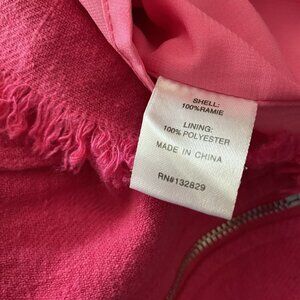 SHELL:
100%RAMIE
LINING:
100% POLYESTER
MADE IN CHINA
RN#132829